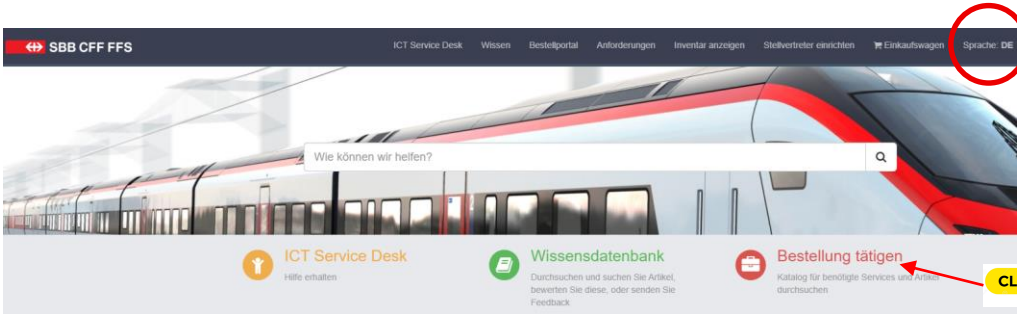 SBB CFF FFS
ICT Service Desk Wissen Bestellportal Anforderungen Inventar anzeigen Stellvertreter einrichten Einkaufswagen Sprache: DE
Wie können wir helfen?
ICT Service Desk
Hilfe erhalten
Wissensdatenbank
Durchsuchen und suchen Sie Artikel,
bewerten Sie diese, oder senden Sie
Feedback
Bestellung tätigen
Katalog für benötigte Services und Artikel
durchsuchen
CL